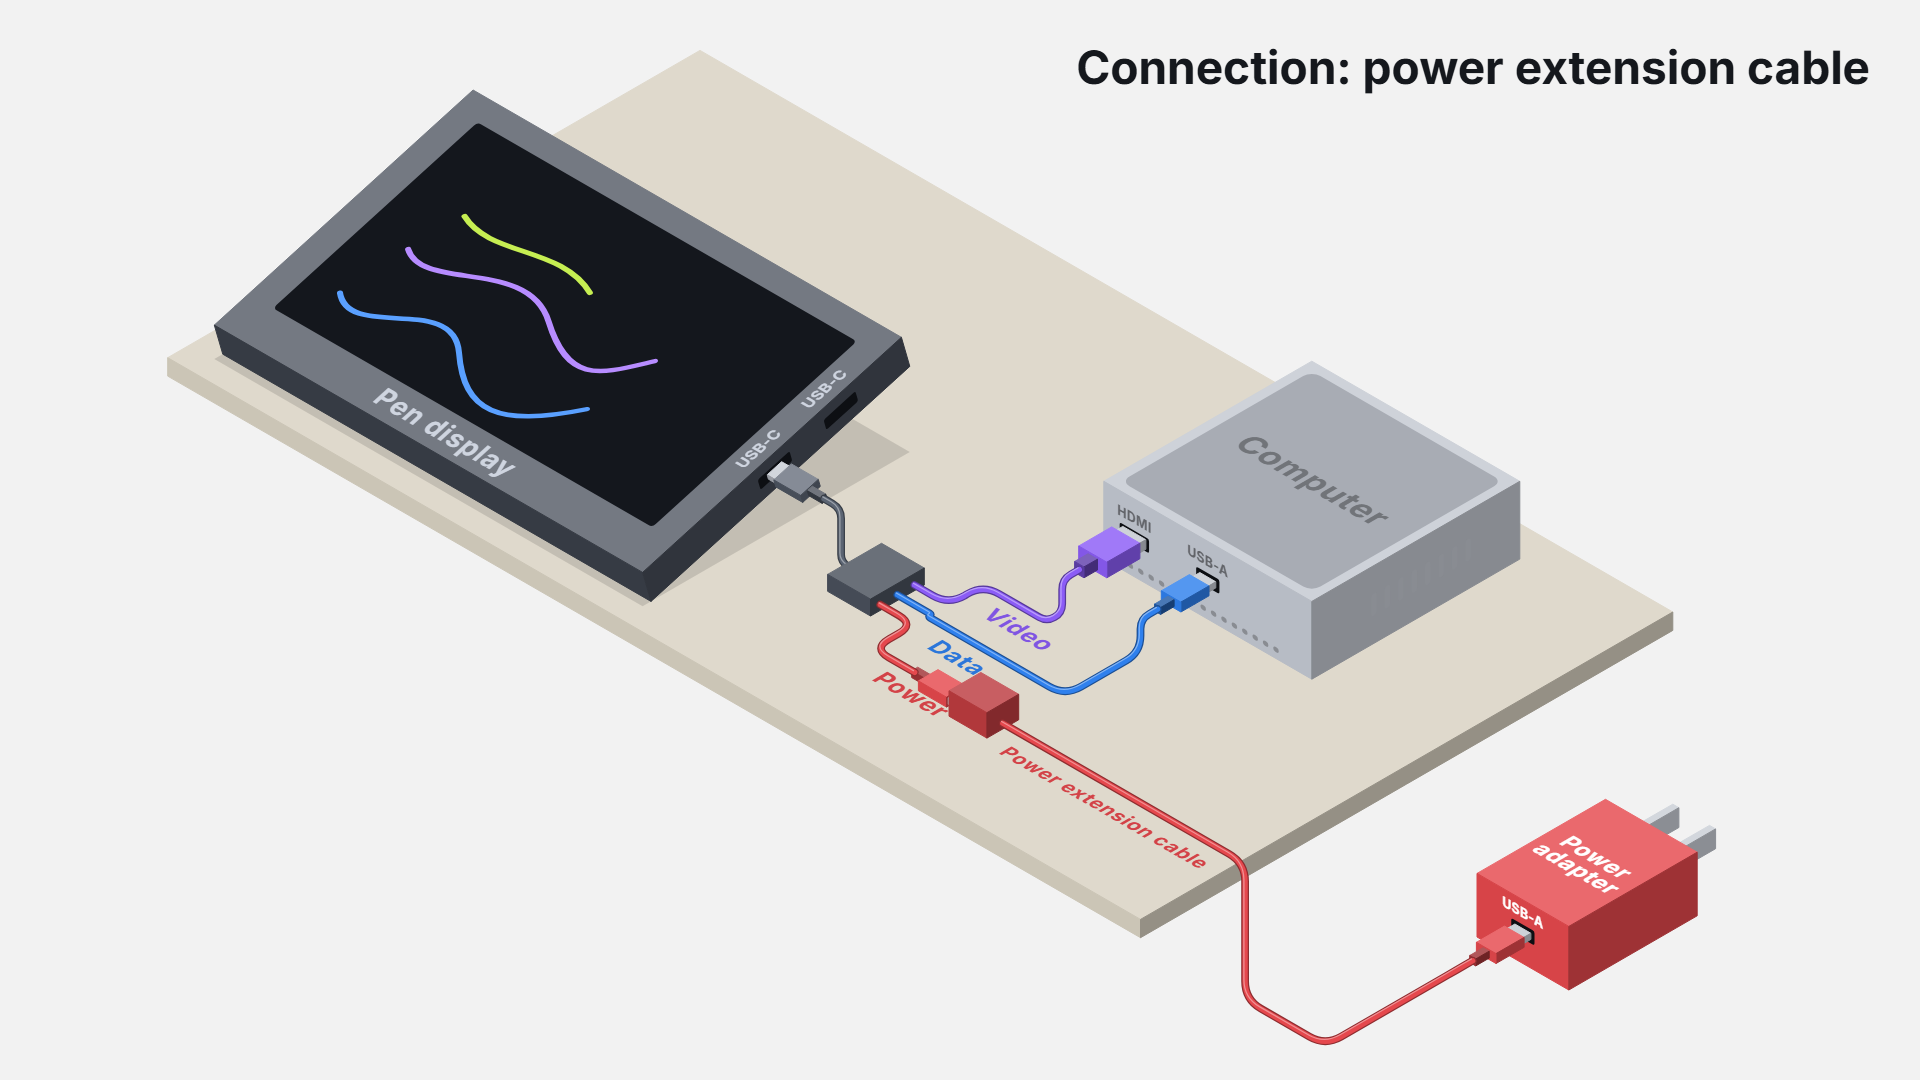 Connection: power extension cable
Pen display
USB-C
USB-C
Computer
HDMI
USB-A
Video
Data
Power
Power extension cable
Power
adapter
USB-A